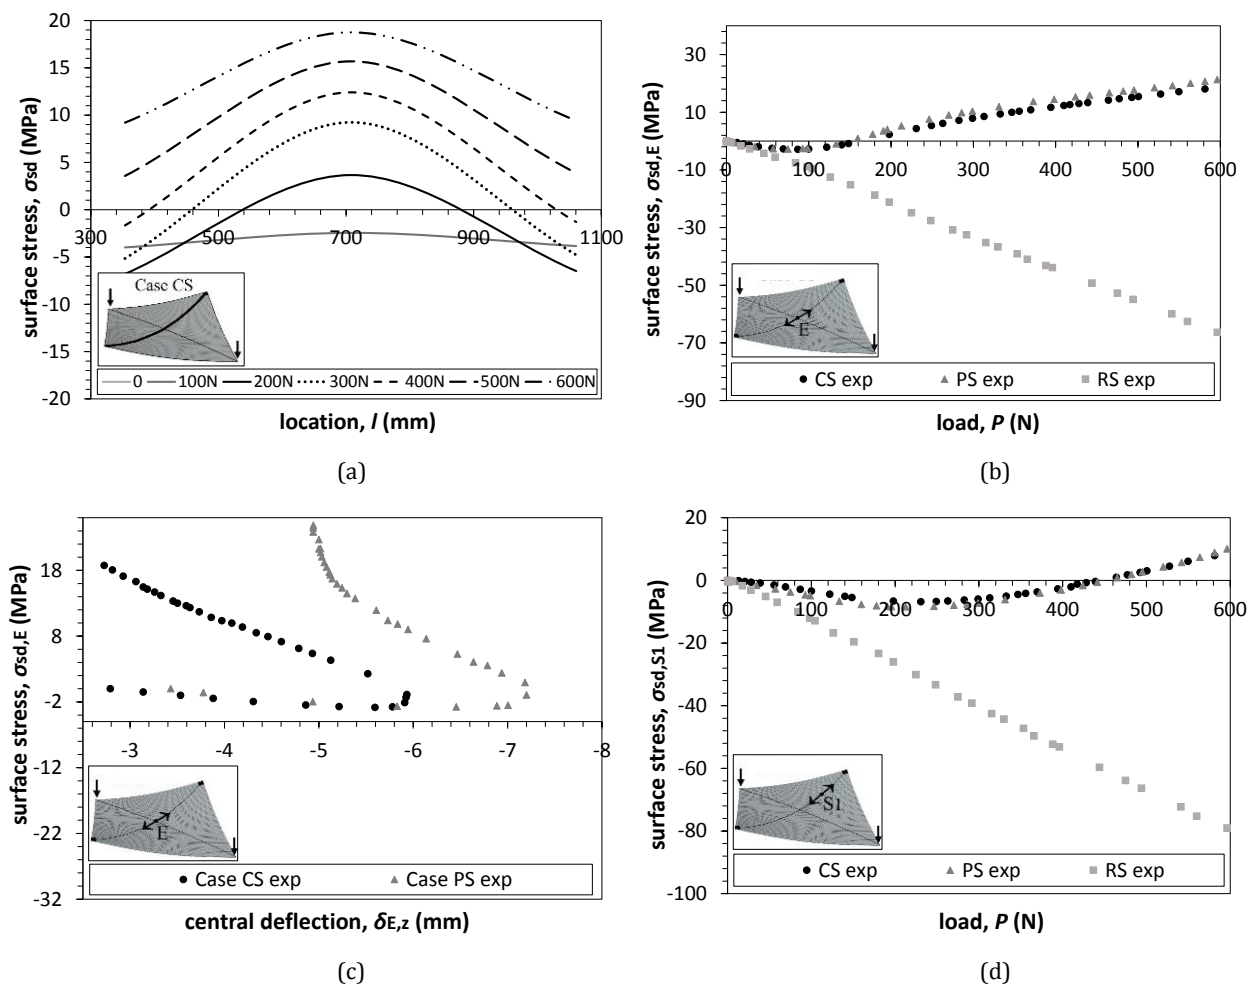 20
15
10
5
0
-5
-10
-15
-20
300 500 700 900 1100
surface stress, σsd (MPa)
Case CS
0 100N 200N 300N 400N 500N 600N
location, l (mm)
(a)
30
10
-10
-30
-50
-70
-90
0 100 200 300 400 500 600
surface stress, σsd,E (MPa)
E
CS exp PS exp RS exp
load, P (N)
(b)
18
8
-2
-12
-22
-32
-3 -4 -5 -6 -7 -8
surface stress, σsd,E (MPa)
E
Case CS exp Case PS exp
central deflection, δE,z (mm)
(c)
20
0
-20
-40
-60
-80
-100
0 100 200 300 400 500 600
surface stress, σsd,S1 (MPa)
S1
CS exp PS exp RS exp
load, P (N)
(d)